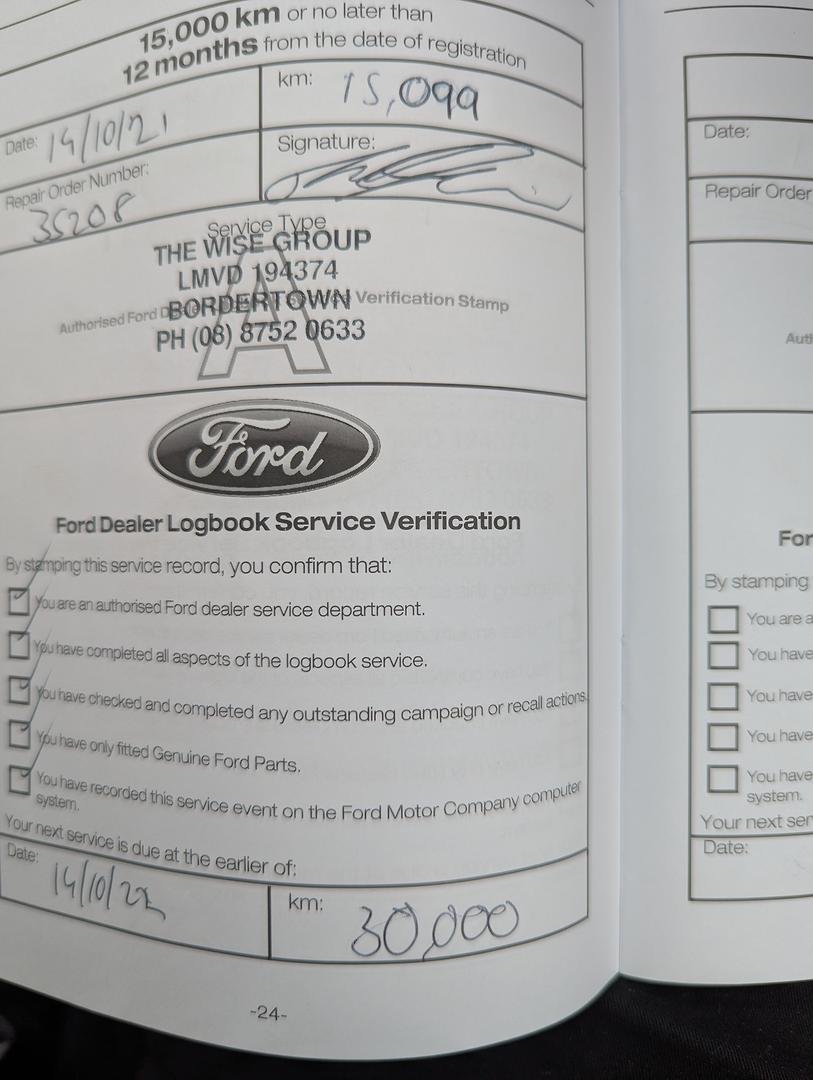 15,000 km or no later than
12 months from the date of registration
Date: 14/10/21
km: 15,099
Repair Order Number:
35208
Signature:
Service Type
A
THE WISE GROUP
LMVD 194374
BORDERTOWN
Authorised Ford D Verification Stamp
PH (08) 8752 0633
Ford
Ford Dealer Logbook Service Verification
By stamping this service record, you confirm that:
You are an authorised Ford dealer service department.
You have completed all aspects of the logbook service.
You have checked and completed any outstanding campaign or recall actions.
You have only fitted Genuine Ford Parts.
You have recorded this service event on the Ford Motor Company computer
system.
Your next service is due at the earlier of:
Date: 14/10/22
km: 30,000
-24-
Date:
Repair Order
Auth
For
By stamping
You are a
You have
You have
You have
You have
system.
Your next ser
Date: